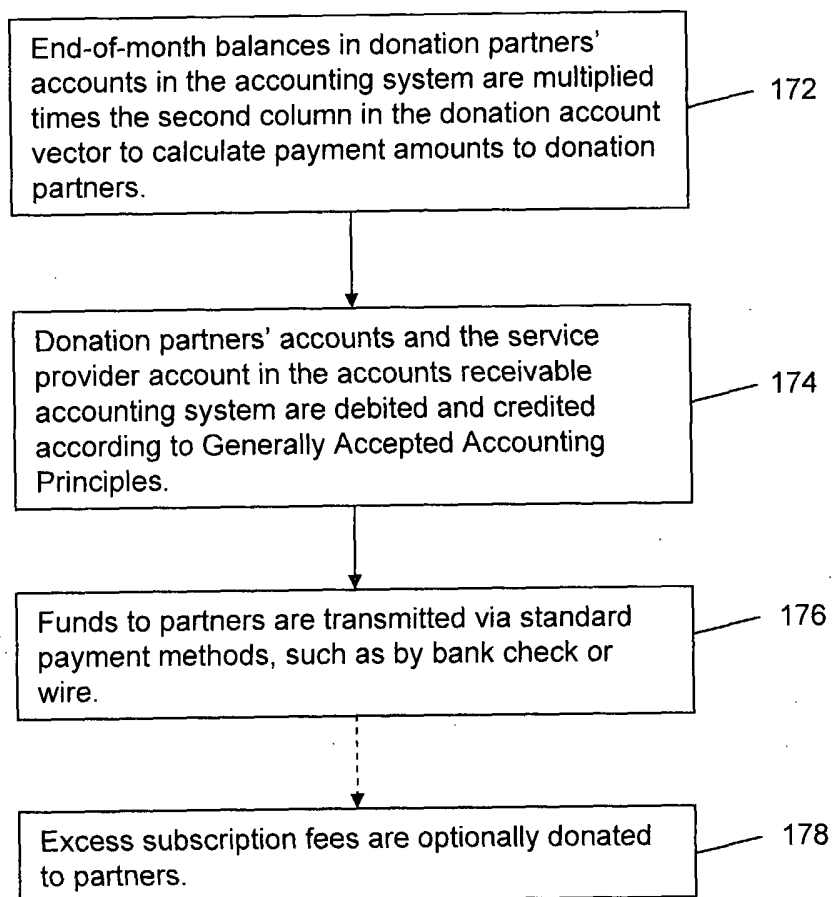 End-of-month balances in donation partners'
accounts in the accounting system are multiplied
times the second column in the donation account
vector to calculate payment amounts to donation
partners.
172
Donation partners' accounts and the service
provider account in the accounts receivable
accounting system are debited and credited
according to Generally Accepted Accounting
Principles.
174
Funds to partners are transmitted via standard
payment methods, such as by bank check or
wire.
176
Excess subscription fees are optionally donated
to partners.
178